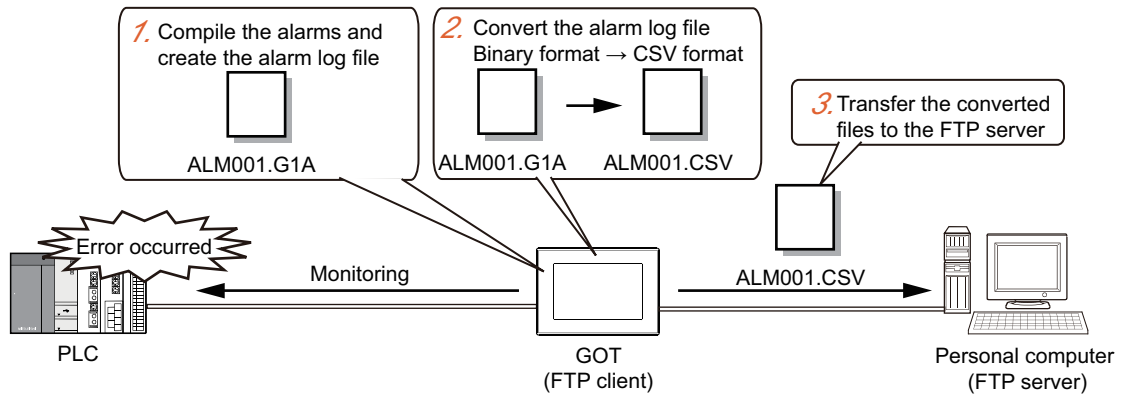 1. Compile the alarms and
create the alarm log file
ALM001.G1A
2. Convert the alarm log file
Binary format → CSV format
ALM001.G1A
ALM001.CSV
3. Transfer the converted
files to the FTP server
ALM001.CSV
Error occurred
Monitoring
PLC
GOT
(FTP client)
Personal computer
(FTP server)